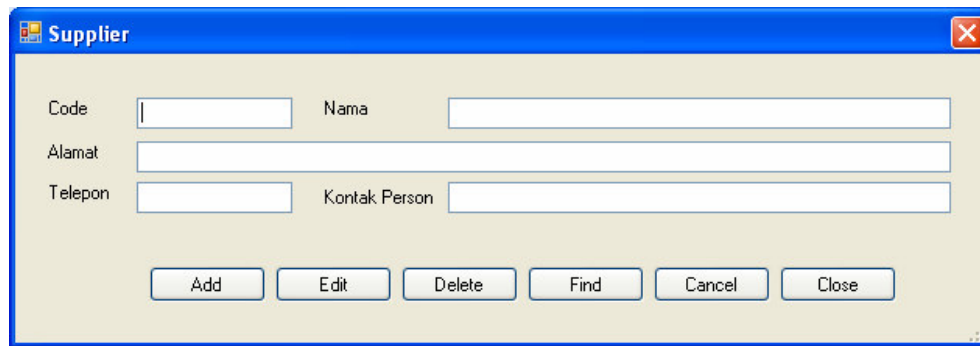 Supplier
Code Nama
Alamat
Telepon Kontak Person
Add Edit Delete Find Cancel Close